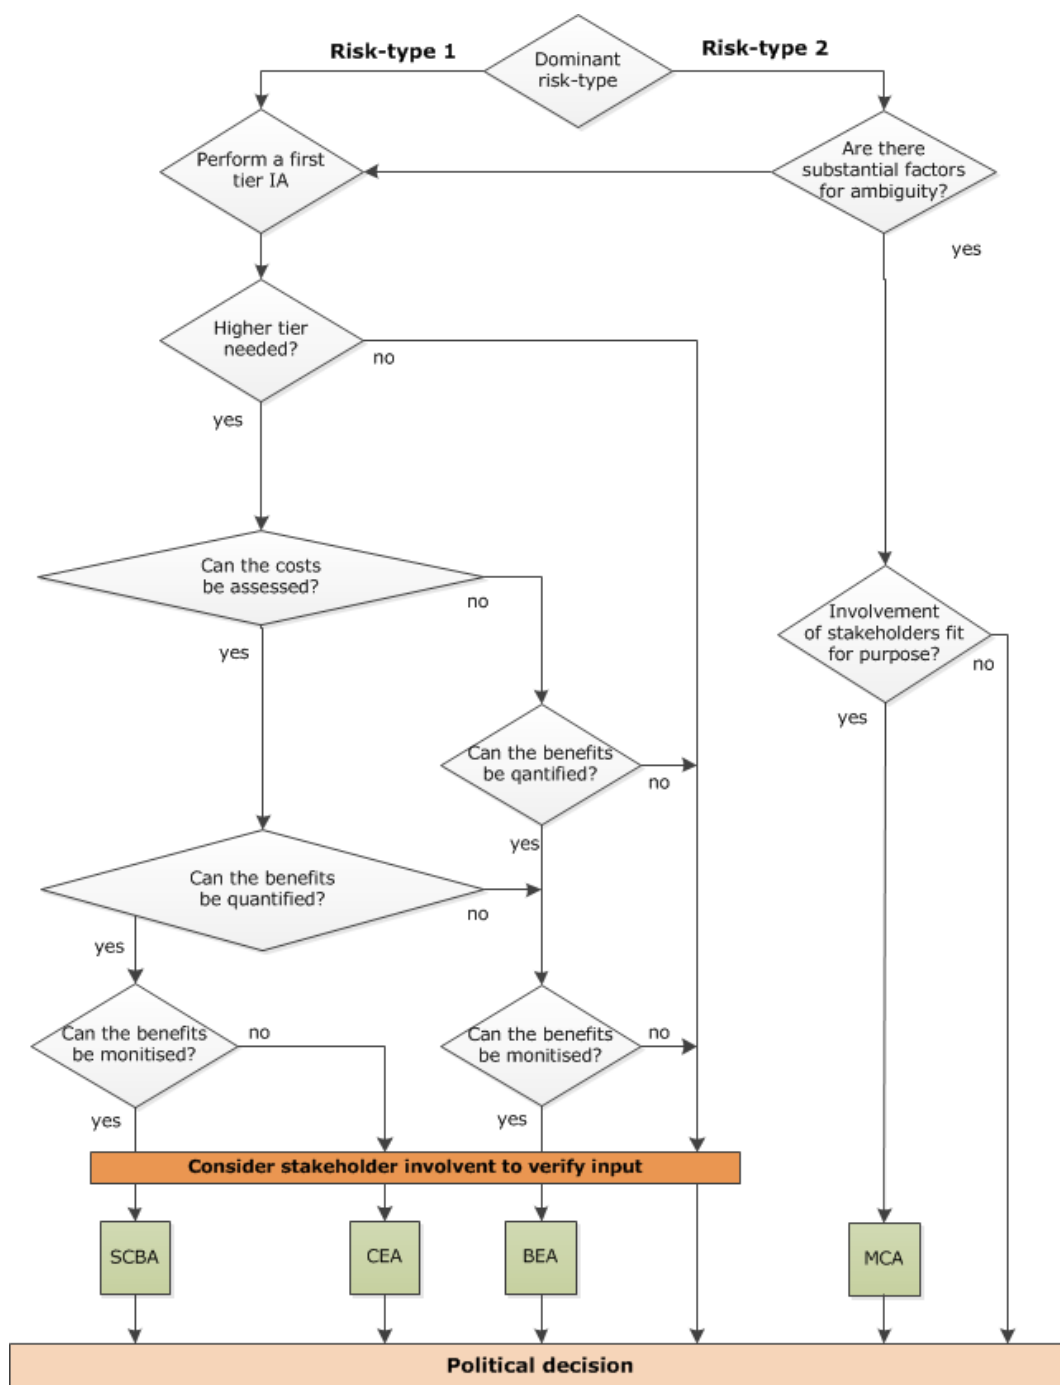 Risk-type 1
Risk-type 2
Dominant
risk-type
Perform a first
tier IA
Are there
substantial factors
for ambiguity?
yes
Higher tier
needed?
no
yes
Can the costs
be assessed?
no
yes
Involvement
of stakeholders fit
for purpose?
no
yes
Can the benefits
be qantified?
no
yes
Can the benefits
be quantified?
no
yes
Can the benefits
be monitised?
no
yes
Can the benefits
be monitised?
no
yes
Consider stakeholder involvent to verify input
SCBA
CEA
BEA
MCA
Political decision